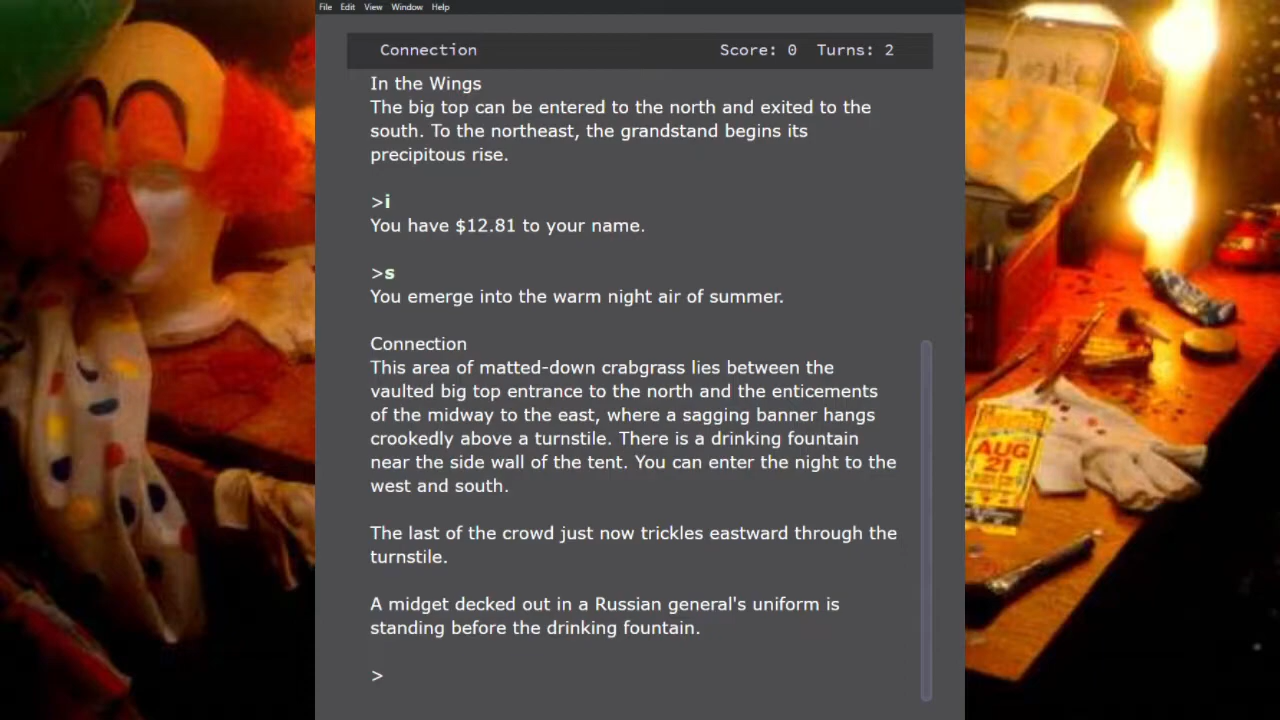 File Edit View Window Help
Connection Score: 0 Turns: 2
In the Wings
The big top can be entered to the north and exited to the
south. To the northeast, the grandstand begins its
precipitous rise.
>i
You have $12.81 to your name.
>s
You emerge into the warm night air of summer.
Connection
This area of matted-down crabgrass lies between the
vaulted big top entrance to the north and the enticements
of the midway to the east, where a sagging banner hangs
crookedly above a turnstile. There is a drinking fountain
near the side wall of the tent. You can enter the night to the
west and south.
The last of the crowd just now trickles eastward through the
turnstile.
A midget decked out in a Russian general's uniform is
standing before the drinking fountain.
>
AUG
21